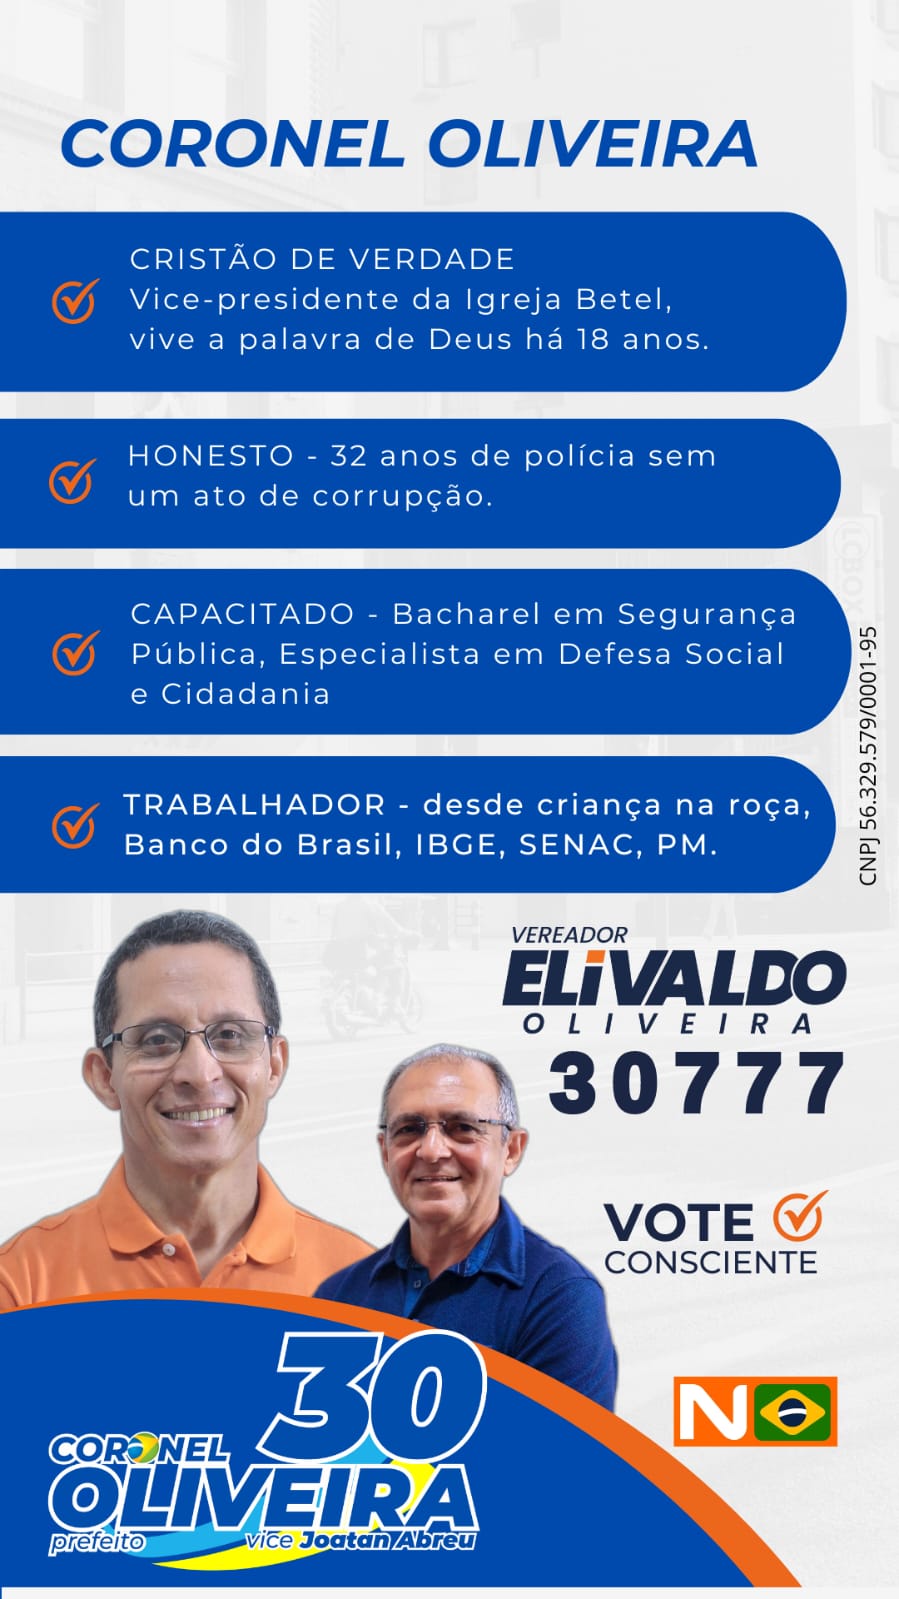 CORONEL OLIVEIRA
CRISTÃO DE VERDADE
Vice-presidente da Igreja Betel,
vive a palavra de Deus há 18 anos.
HONESTO - 32 anos de polícia sem
um ato de corrupção.
CAPACITADO - Bacharel em Segurança
Pública, Especialista em Defesa Social
e Cidadania
TRABALHADOR - desde criança na roça,
Banco do Brasil, IBGE, SENAC, PM.
CNPJ 56.329.579/0001-95
VEREADOR
ELiVALDO
OLIVEIRA
30777
VOTE
CONSCIENTE
N
30
CORONEL
OLIVEIRA
prefeito vice Joatan Abreu